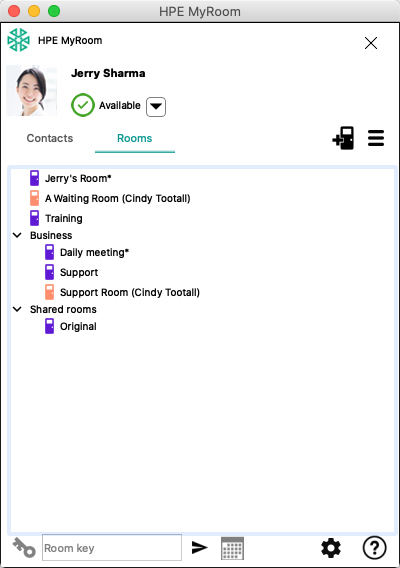 HPE MyRoom
HPE MyRoom
Jerry Sharma
Available
Contacts Rooms
Jerry's Room*
A Waiting Room (Cindy Tootall)
Training
Business
Daily meeting*
Support
Support Room (Cindy Tootall)
Shared rooms
Original
Room key